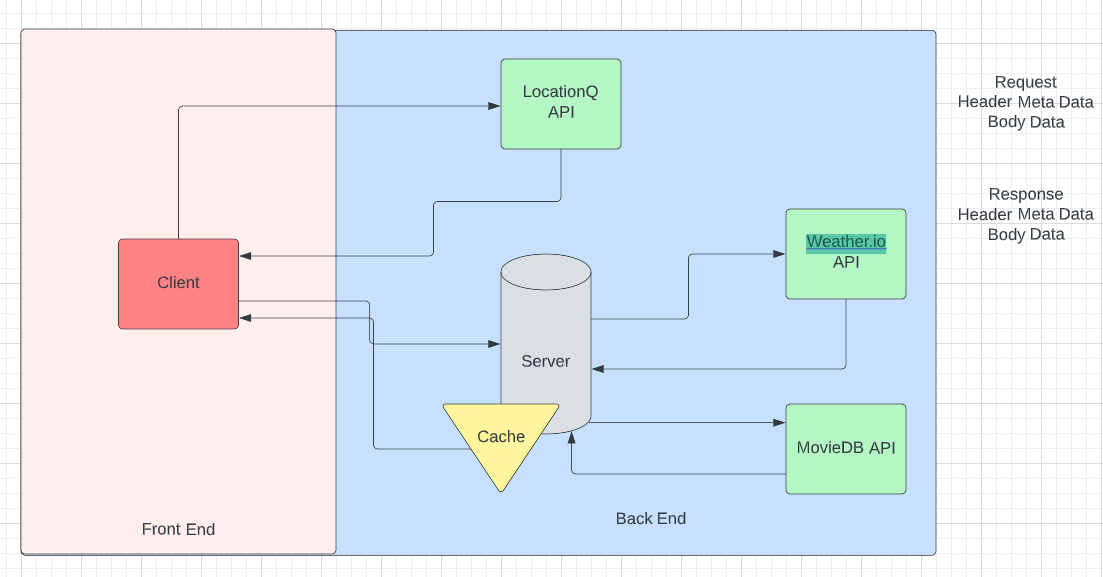 LocationQ
API
Request
Header Meta Data
Body Data
Response
Header Meta Data
Body Data
Weather.io
API
Client
Server
Cache
MovieDB API
Back End
Front End